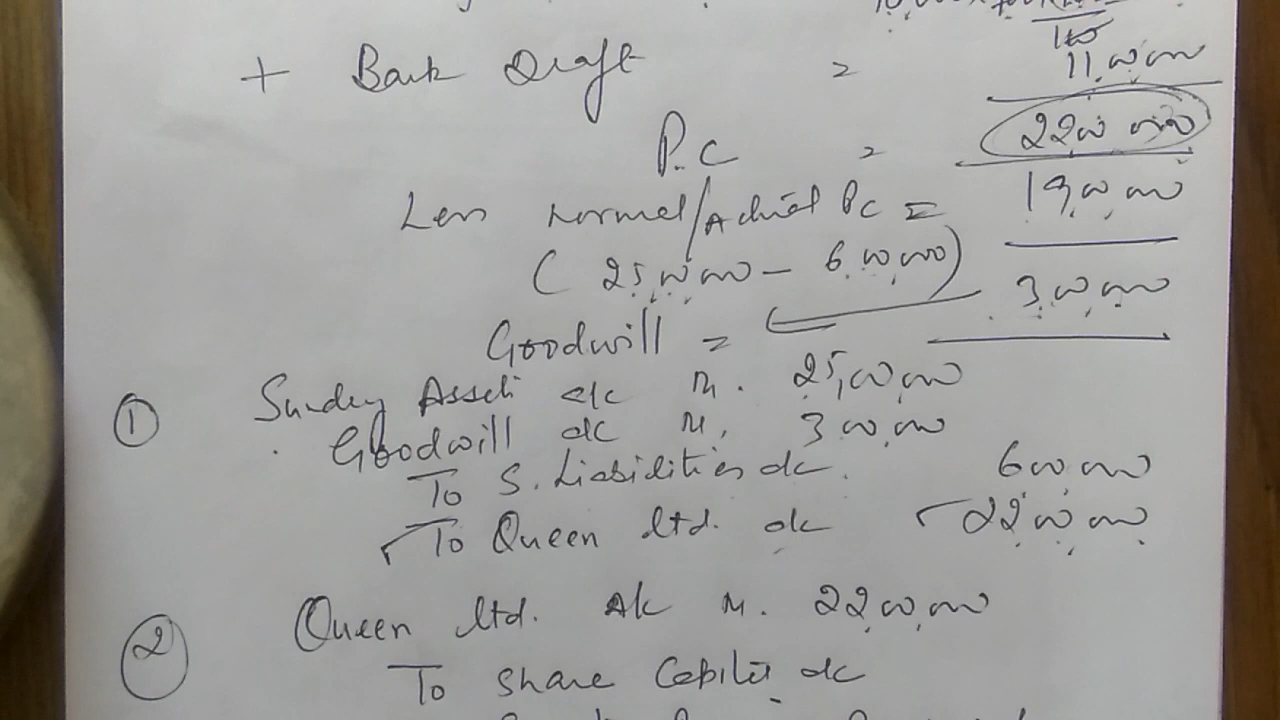 + Bank Draft = 11,00,000
P.C = 2200 000
Less normal/Actual PC = 19,00,000
( 25,00,000 - 6,00,000) 3,00,000
Goodwill =
① Sundry Assets a/c Dr. 25,00,000
Goodwill a/c Dr. 3 00,000
To S. Liabilities a/c. 6 00,000
To Queen ltd. a/c 22 00,000
② Queen ltd. A/c Dr. 22,00,000
To share Capital a/c